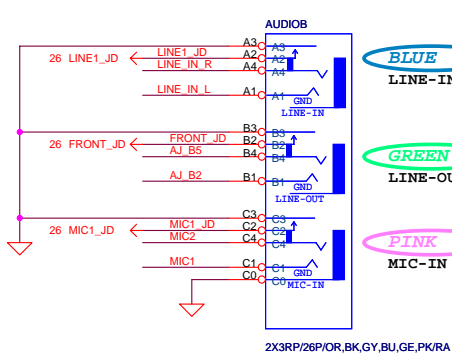 AUDIOB
A3 A3
26 LINE1_JD LINE1_JD A2 A2
LINE_IN_R A4 A4
LINE_IN_L A1 A1
GND
LINE-IN
BLUE
LINE-IN
B3 B3
26 FRONT_JD FRONT_JD B2 B2
AJ_B5 B4 B4
AJ_B2 B1 B1
GND
LINE-OUT
GREEN
LINE-OU
C3 C3
26 MIC1_JD MIC1_JD C2 C2
MIC2 C4 C4
MIC1 C1 C1
GND
C0 C0
MIC-IN
PINK
MIC-IN
2X3RP/26P/OR,BK,GY,BU,GE,PK/RA